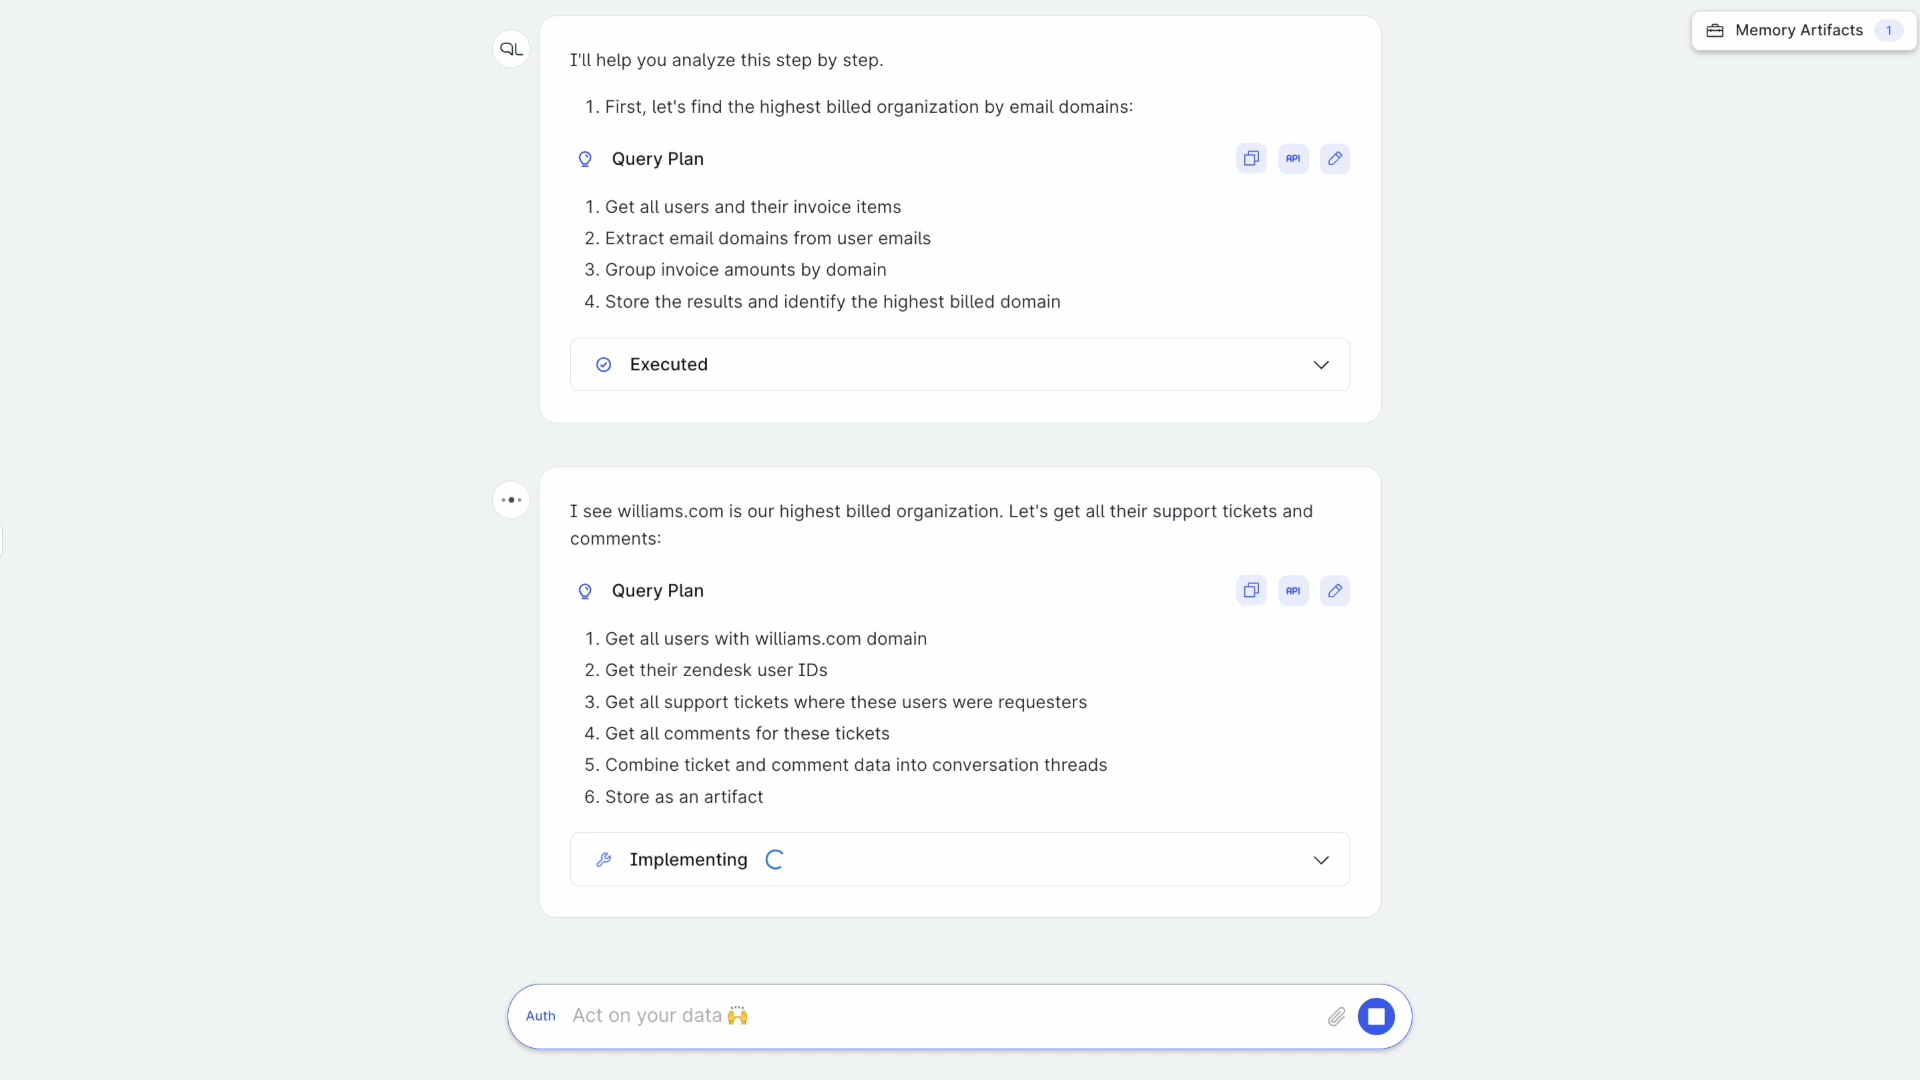 Memory Artifacts 1
QL
I'll help you analyze this step by step.
1. First, let's find the highest billed organization by email domains:
Query Plan
API
1. Get all users and their invoice items
2. Extract email domains from user emails
3. Group invoice amounts by domain
4. Store the results and identify the highest billed domain
Executed
I see williams.com is our highest billed organization. Let's get all their support tickets and
comments:
Query Plan
API
1. Get all users with williams.com domain
2. Get their zendesk user IDs
3. Get all support tickets where these users were requesters
4. Get all comments for these tickets
5. Combine ticket and comment data into conversation threads
6. Store as an artifact
Implementing
Auth Act on your data 🙌